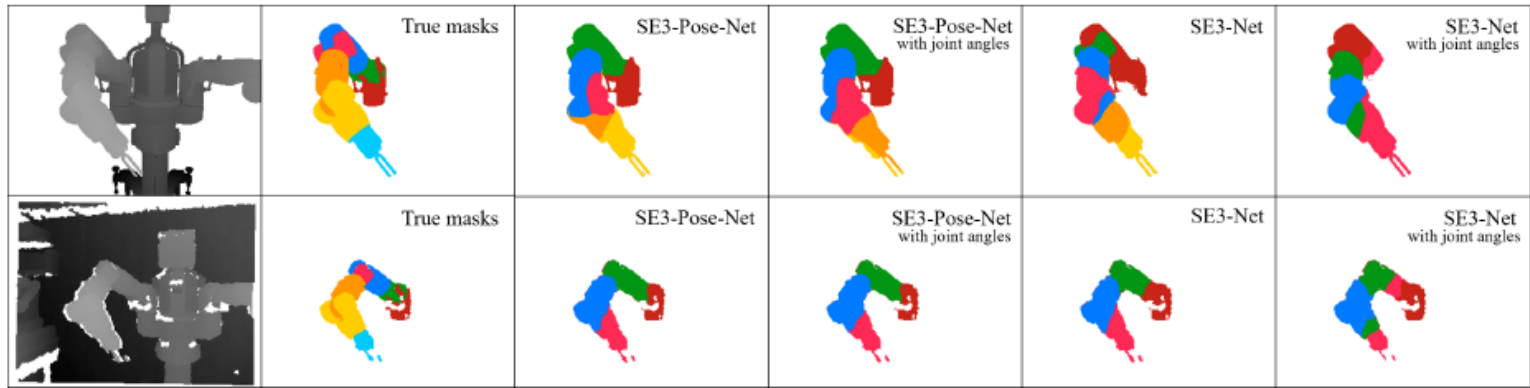 True masks
SE3-Pose-Net
SE3-Pose-Net
with joint angles
SE3-Net
SE3-Net
with joint angles
True masks
SE3-Pose-Net
SE3-Pose-Net
with joint angles
SE3-Net
SE3-Net
with joint angles